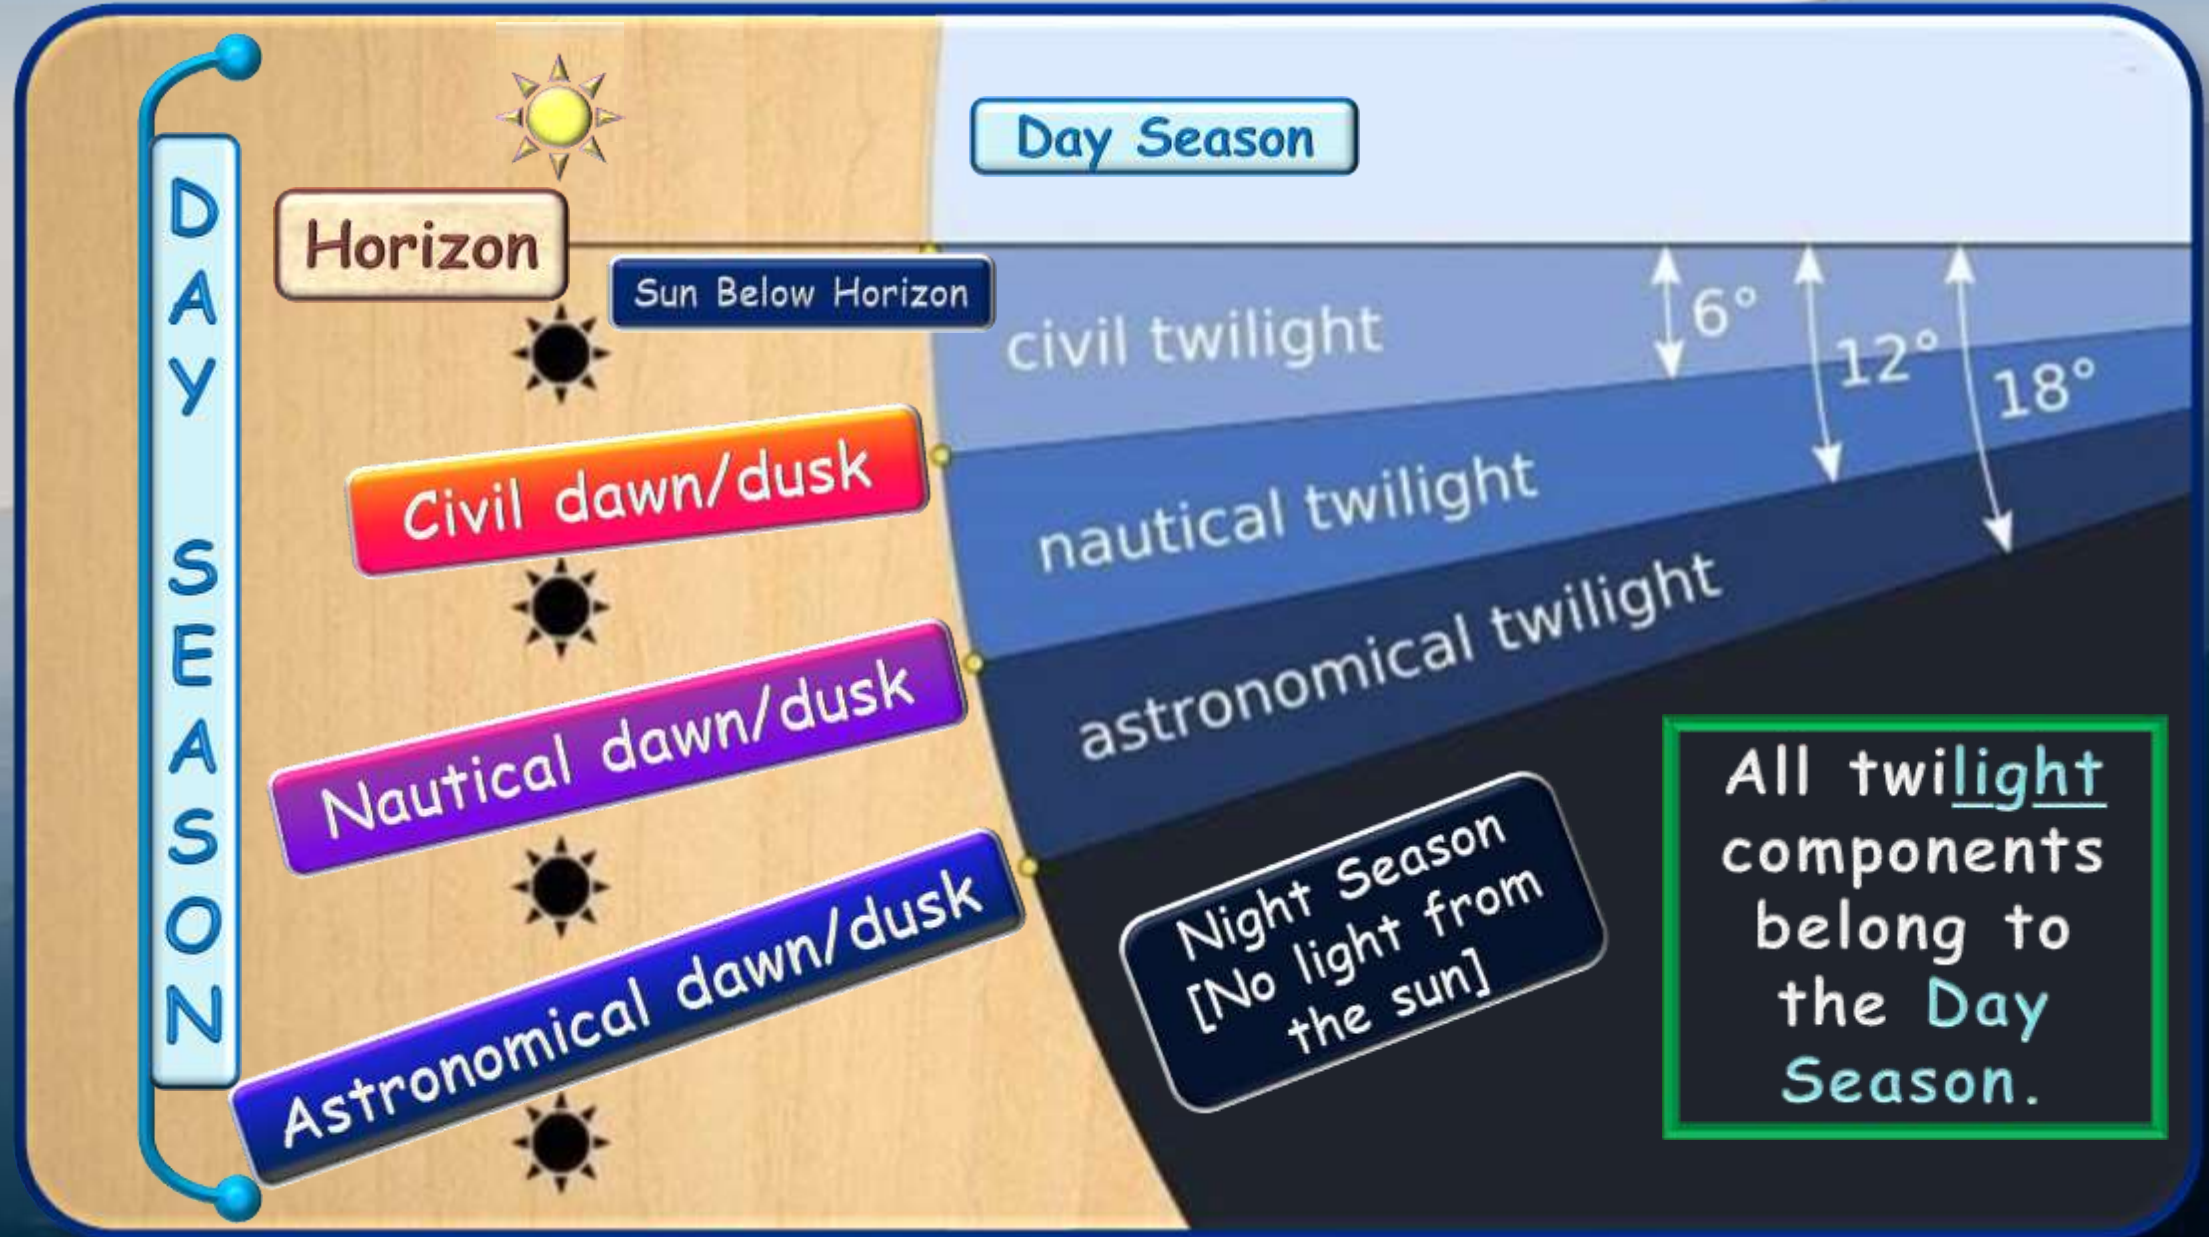 DAY SEASON
Day Season
Horizon
Sun Below Horizon
civil twilight
6°
12°
18°
Civil dawn/dusk
nautical twilight
Nautical dawn/dusk
astronomical twilight
Astronomical dawn/dusk
Night Season
[No light from
the sun]
All twilight
components
belong to
the Day
Season.